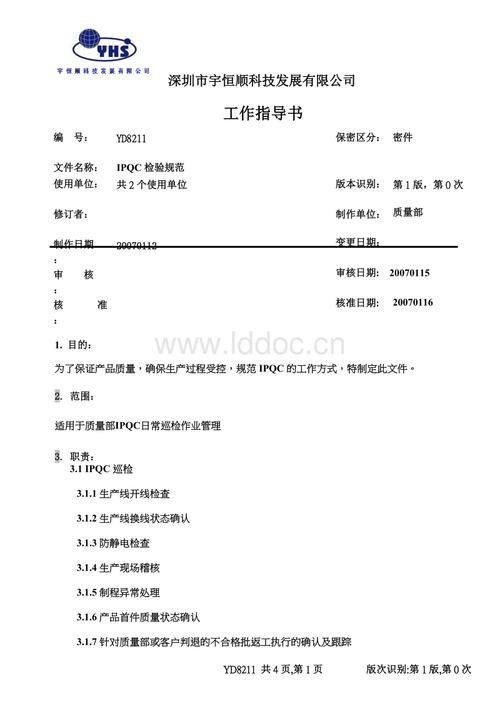 YHS
宇恒顺科技发展有限公司
深圳市宇恒顺科技发展有限公司
工作指导书
编 号： YD8211 保密区分： 密件
文件名称： IPQC 检验规范
使用单位： 共 2 个使用单位 版本识别： 第 1 版，第 0 次
修订者： 制作单位： 质量部
制作日期 20070112 变更日期：
：
审 核 审核日期： 20070115
：
核 准 核准日期： 20070116
：
www.lddoc.cn
1. 目的：
为了保证产品质量，确保生产过程受控，规范 IPQC 的工作方式，特制定此文件。
2. 范围：
适用于质量部IPQC日常巡检作业管理
3. 职责：
3.1 IPQC 巡检
3.1.1 生产线开线检查
3.1.2 生产线换线状态确认
3.1.3 防静电检查
3.1.4 生产现场稽核
3.1.5 制程异常处理
3.1.6 产品首件质量状态确认
3.1.7 针对质量部或客户判退的不合格批返工执行的确认及跟踪
YD8211 共 4 页,第 1 页 版次识别:第 1 版,第 0 次